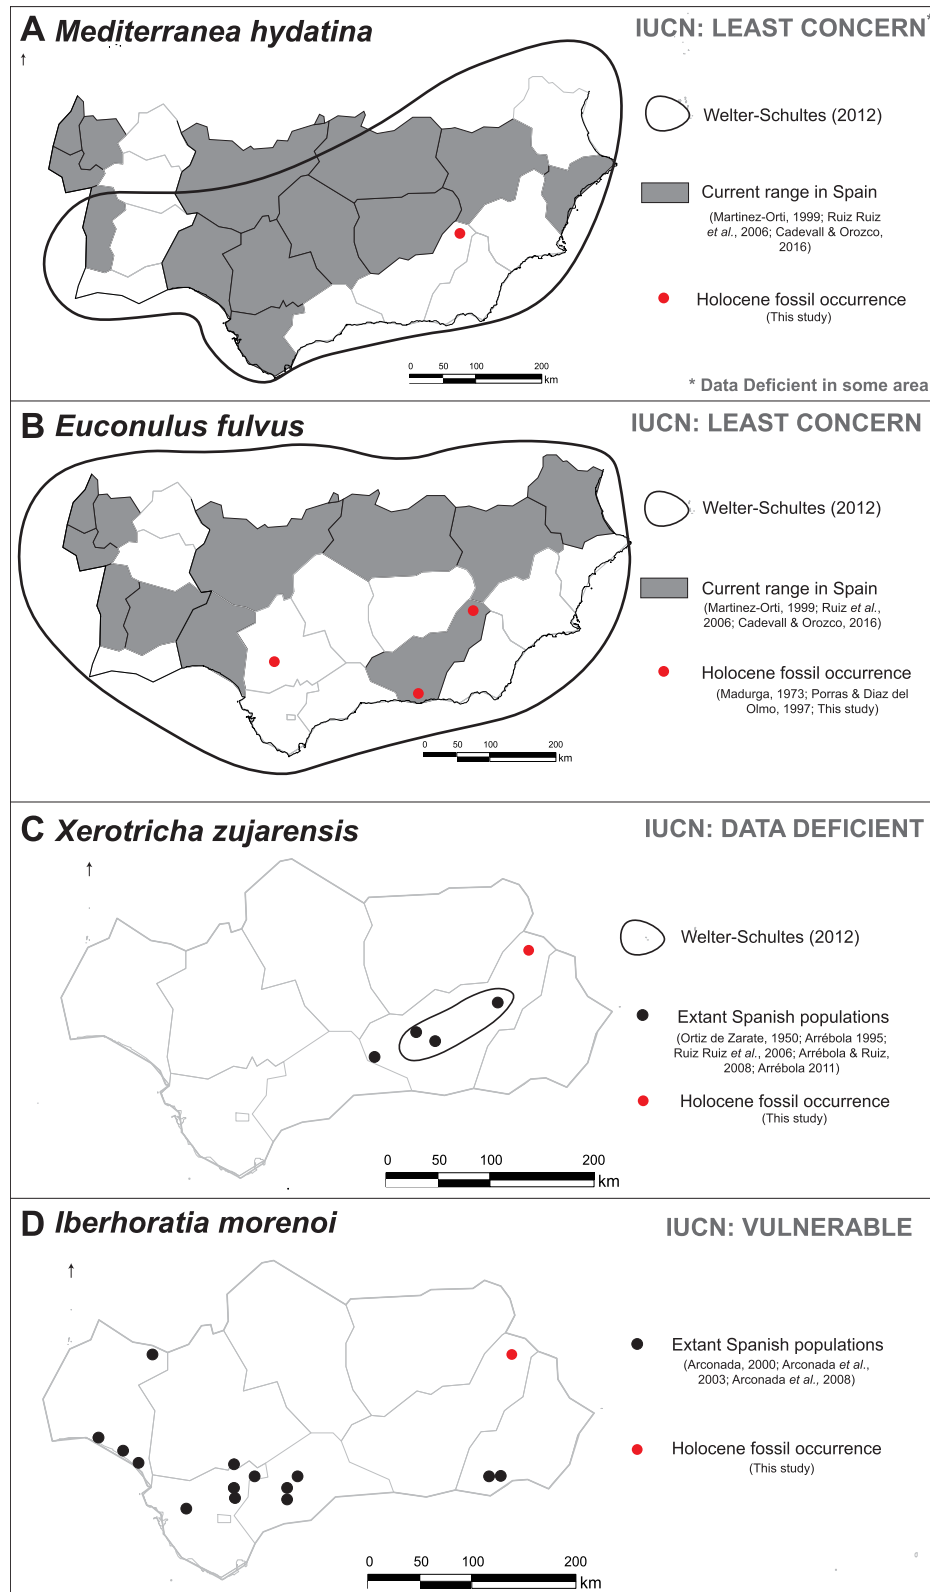 A Mediterranea hydatina
IUCN: LEAST CONCERN*
↑
Welter-Schultes (2012)
Current range in Spain
(Martinez-Orti, 1999; Ruiz Ruiz
et al., 2006; Cadevall & Orozco,
2016)
Holocene fossil occurrence
(This study)
0 50 100 200
km
* Data Deficient in some area
B Euconulus fulvus
IUCN: LEAST CONCERN
Welter-Schultes (2012)
Current range in Spain
(Martinez-Orti, 1999; Ruiz et al.,
2006; Cadevall & Orozco, 2016)
Holocene fossil occurrence
(Madurga, 1973; Porras & Diaz del
Olmo, 1997; This study)
0 50 100 200
km
C Xerotricha zujarensis
IUCN: DATA DEFICIENT
↑
Welter-Schultes (2012)
Extant Spanish populations
(Ortiz de Zarate, 1950; Arrébola 1995;
Ruiz Ruiz et al., 2006; Arrébola & Ruiz,
2008; Arrébola 2011)
Holocene fossil occurrence
(This study)
0 50 100 200
km
D Iberhoratia morenoi
IUCN: VULNERABLE
↑
Extant Spanish populations
(Arconada, 2000; Arconada et al.,
2003; Arconada et al., 2008)
Holocene fossil occurrence
(This study)
0 50 100 200
km